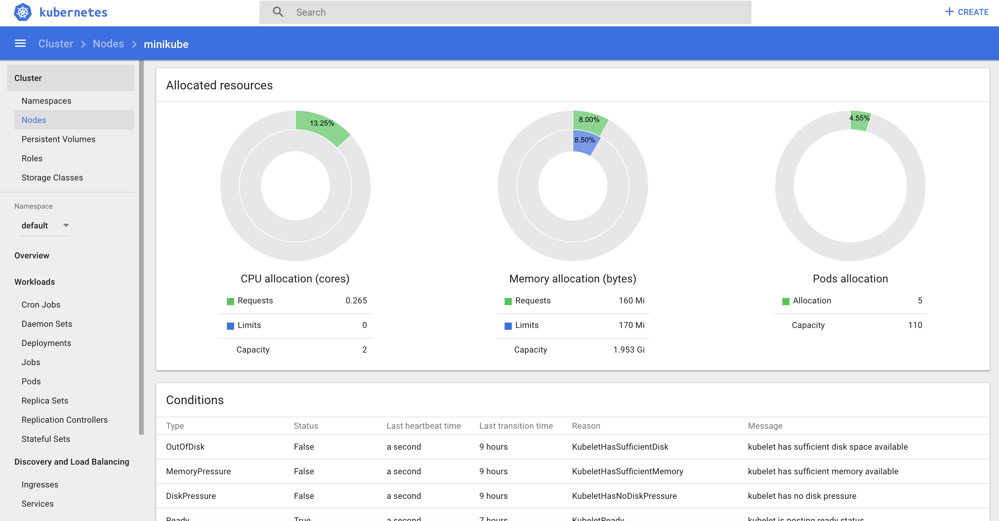 kubernetes
Search
CREATE
Cluster > Nodes > minikube
Cluster
Namespaces
Nodes
Persistent Volumes
Roles
Storage Classes
Namespace
default
Overview
Workloads
Cron Jobs
Daemon Sets
Deployments
Jobs
Pods
Replica Sets
Replication Controllers
Stateful Sets
Discovery and Load Balancing
Ingresses
Services
Allocated resources
13.25%
CPU allocation (cores)
Requests 0.265
Limits 0
Capacity 2
8.00%
8.50%
Memory allocation (bytes)
Requests 160 Mi
Limits 170 Mi
Capacity 1.953 Gi
4.55%
Pods allocation
Allocation 5
Capacity 110
Conditions
Type Status Last heartbeat time Last transition time Reason Message
OutOfDisk False a second 9 hours KubeletHasSufficientDisk kubelet has sufficient disk space available
MemoryPressure False a second 9 hours KubeletHasSufficientMemory kubelet has sufficient memory available
DiskPressure False a second 9 hours KubeletHasNoDiskPressure kubelet has no disk pressure
Ready True a second 7 hours KubeletReady kubelet is posting ready status